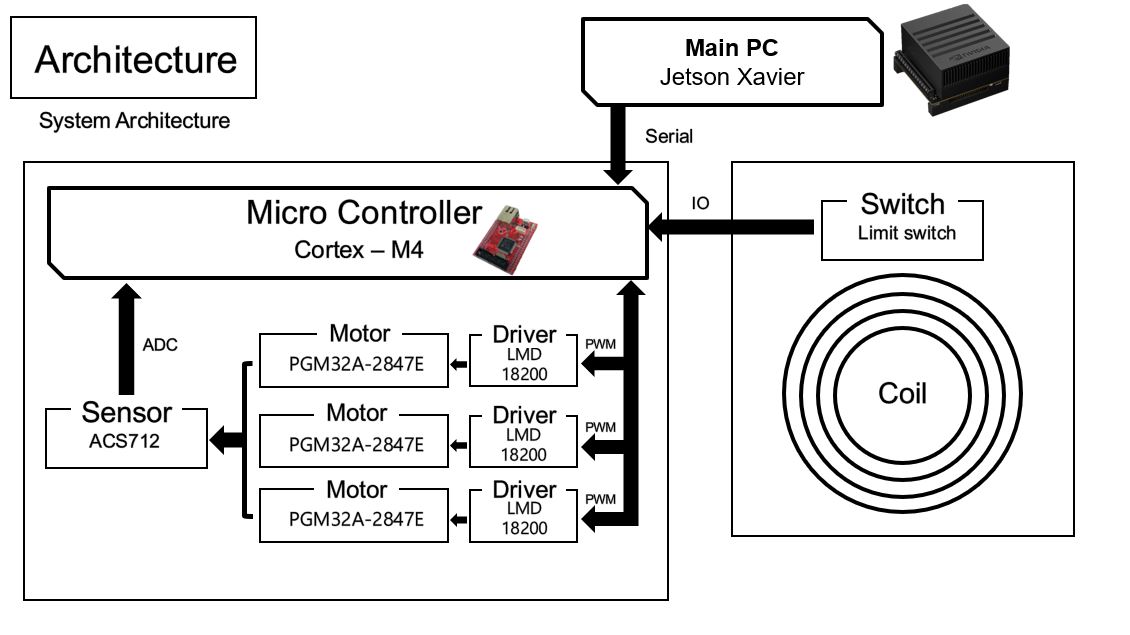 Architecture
System Architecture
Main PC
Jetson Xavier
NVIDIA
Serial
Micro Controller
Cortex – M4
IO
Switch
Limit switch
ADC
Motor
PGM32A-2847E
Driver
LMD
18200
PWM
Sensor
ACS712
Motor
PGM32A-2847E
Driver
LMD
18200
PWM
Motor
PGM32A-2847E
Driver
LMD
18200
PWM
Coil